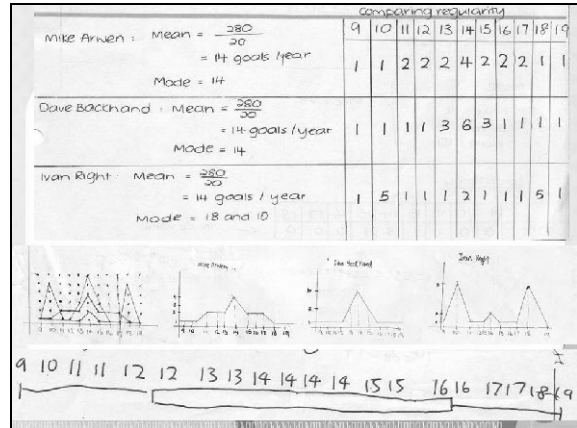 comparing regularity
9 10 11 12 13 14 15 16 17 18 19
Mike Arwen : Mean = 280/20
= 14 goals / year
Mode = 14
1 1 2 2 2 4 2 2 2 1 1
Dave Backhand : Mean = 280/20
= 14 goals / year
Mode = 14
1 1 1 1 3 6 3 1 1 1 1
Ivan Right : Mean = 280/20
= 14 goals / year
Mode = 18 and 10
1 5 1 1 1 2 1 1 1 5 1
Mike Arwen
Dave Backhand
Ivan Right
9 10 11 11 12 12 13 13 14 14 14 14 15 15 16 16 17 17 18 19